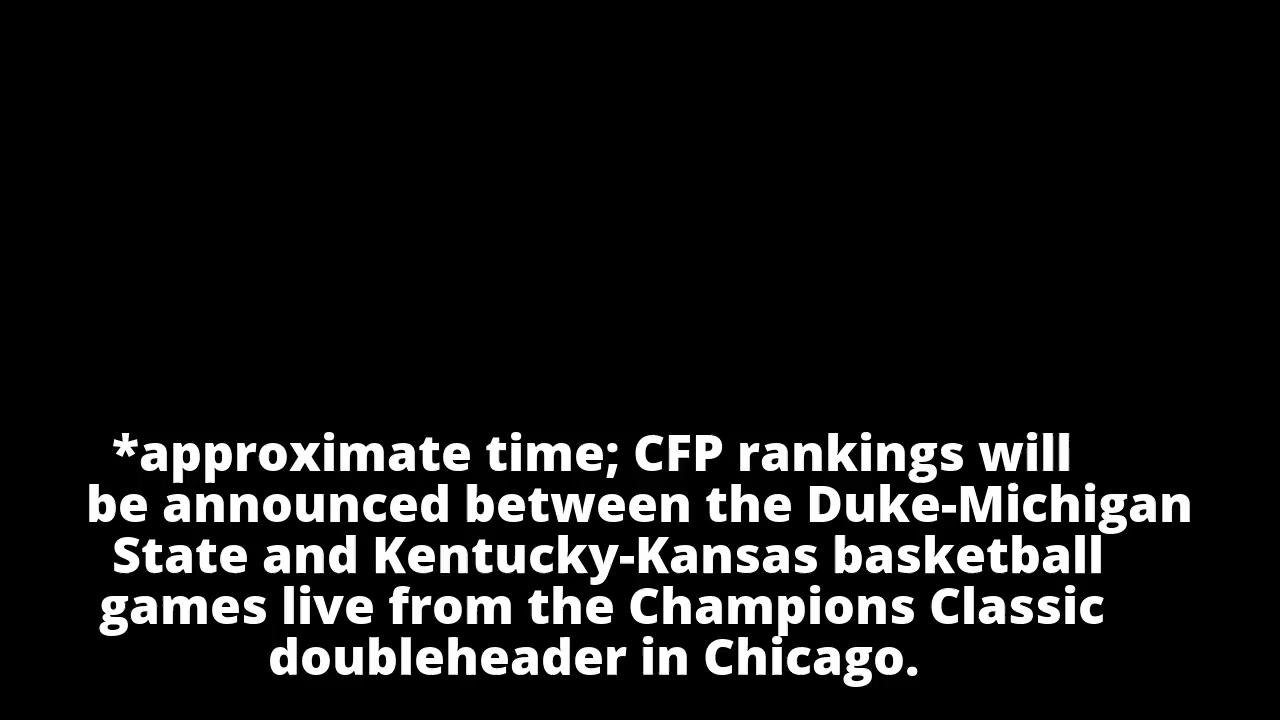 *approximate time; CFP rankings will
be announced between the Duke-Michigan
State and Kentucky-Kansas basketball
games live from the Champions Classic
doubleheader in Chicago.